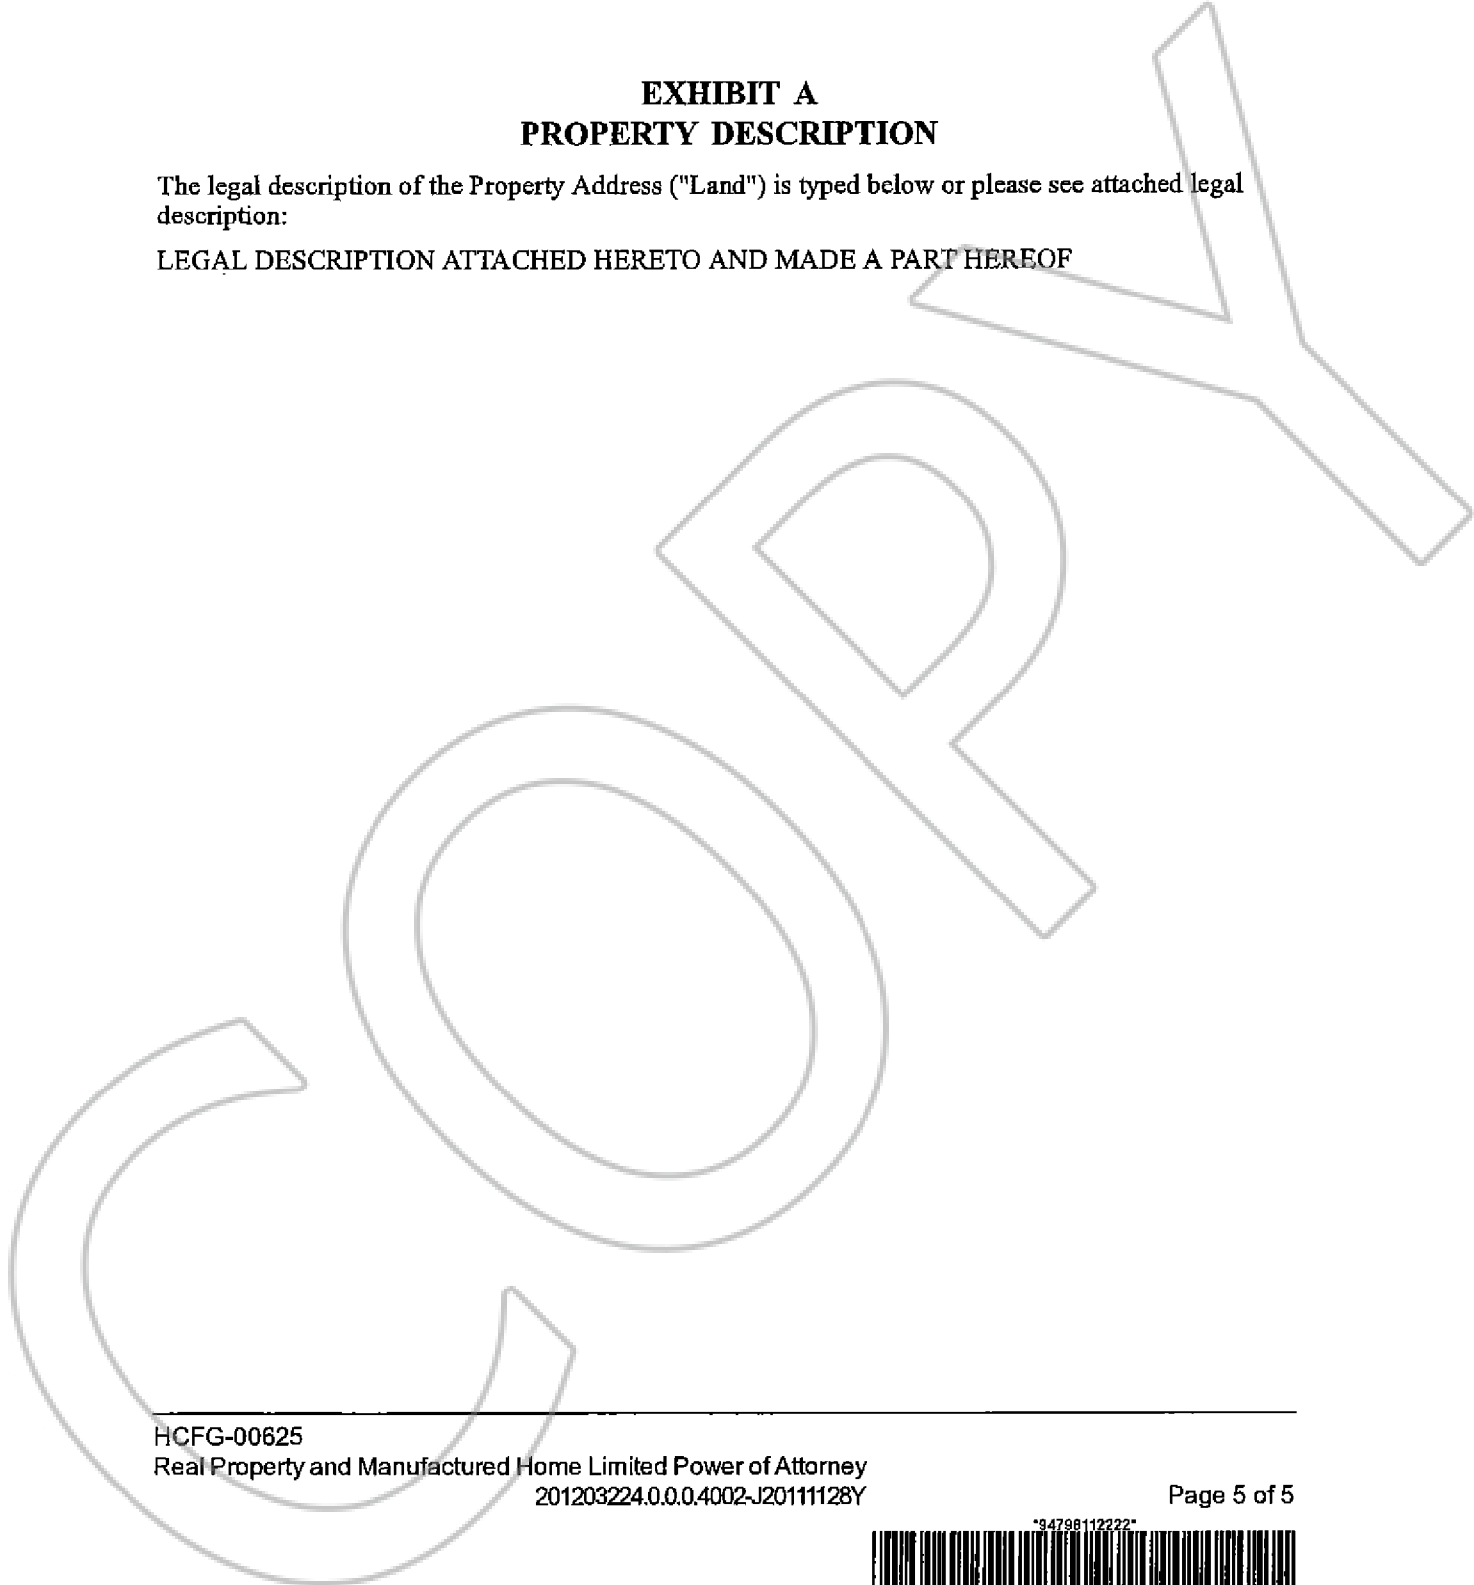 EXHIBIT A
PROPERTY DESCRIPTION
The legal description of the Property Address ("Land") is typed below or please see attached legal
description:
LEGAL DESCRIPTION ATTACHED HERETO AND MADE A PART HEREOF
COPY
HCFG-00625
Real Property and Manufactured Home Limited Power of Attorney
201203224.0.0.0.4002-J20111128Y
Page 5 of 5
*94798112222*